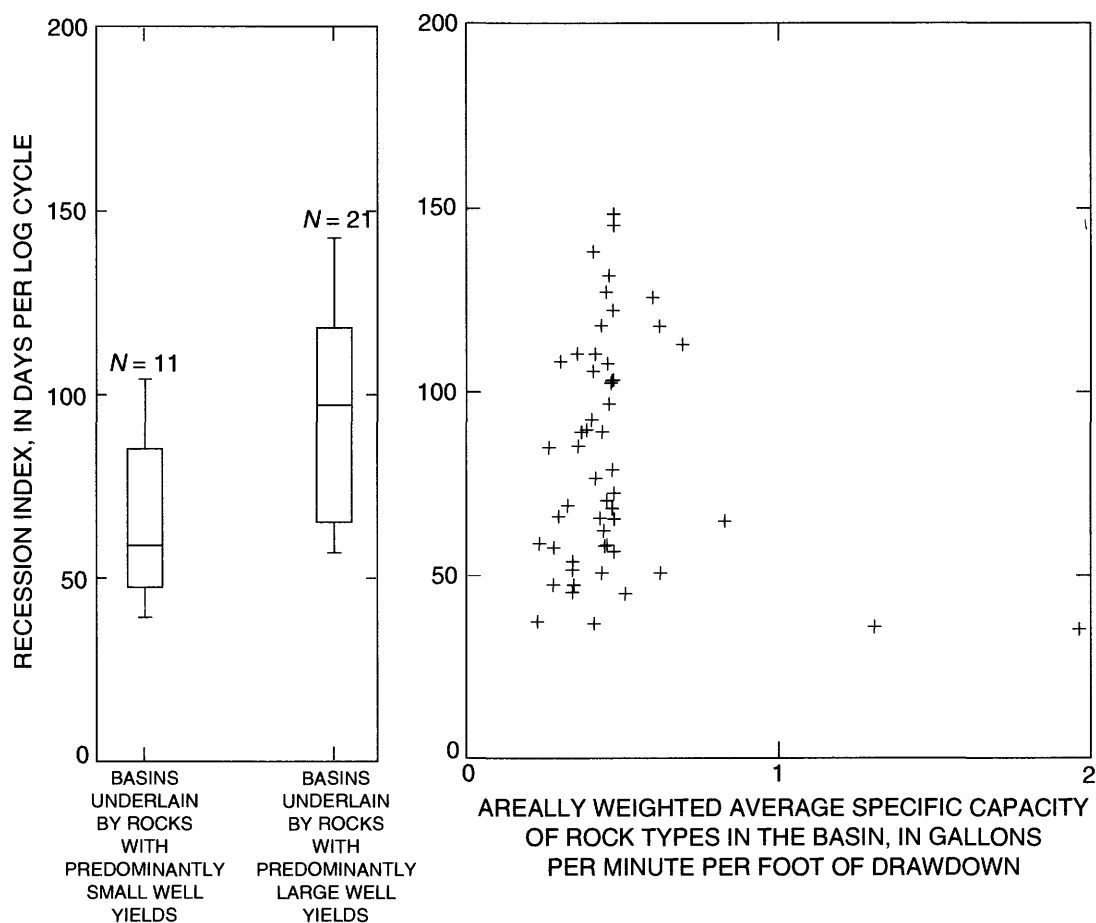 200
150
100
50
0
RECESSION INDEX, IN DAYS PER LOG CYCLE
N = 11
N = 21
BASINS
UNDERLAIN
BY ROCKS
WITH
PREDOMINANTLY
SMALL WELL
YIELDS
BASINS
UNDERLAIN
BY ROCKS
WITH
PREDOMINANTLY
LARGE WELL
YIELDS
200
150
100
50
0
0 1 2
AREALLY WEIGHTED AVERAGE SPECIFIC CAPACITY
OF ROCK TYPES IN THE BASIN, IN GALLONS
PER MINUTE PER FOOT OF DRAWDOWN